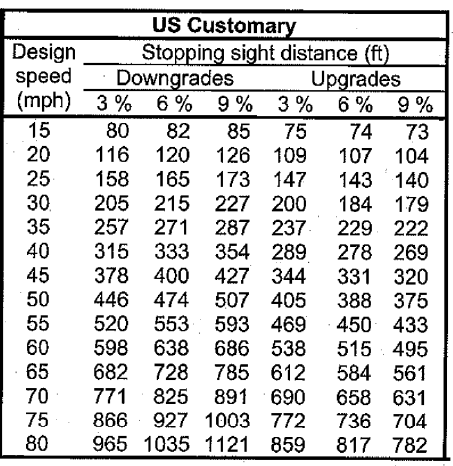 US Customary
Design Stopping sight distance (ft)
speed Downgrades Upgrades
(mph) 3 % 6 % 9 % 3 % 6 % 9 %
15 80 82 85 75 74 73
20 116 120 126 109 107 104
25 158 165 173 147 143 140
30 205 215 227 200 184 179
35 257 271 287 237 229 222
40 315 333 354 289 278 269
45 378 400 427 344 331 320
50 446 474 507 405 388 375
55 520 553 593 469 450 433
60 598 638 686 538 515 495
65 682 728 785 612 584 561
70 771 825 891 690 658 631
75 866 927 1003 772 736 704
80 965 1035 1121 859 817 782